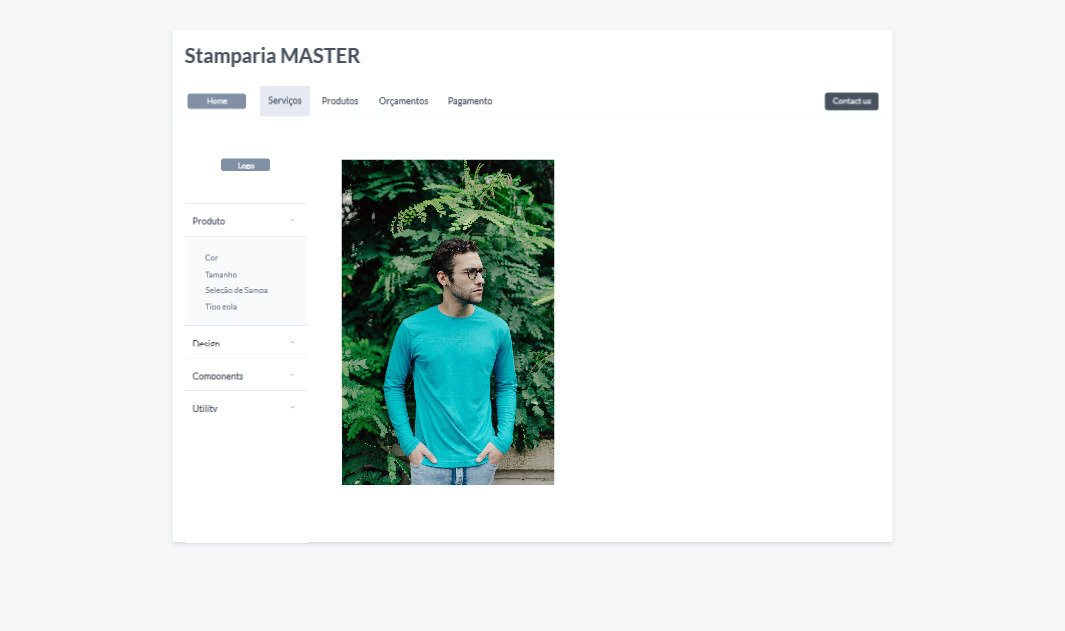 Stamparia MASTER
Home Serviços Produtos Orçamentos Pagamento Contact us
Logo
Produto
Cor
Tamanho
Seleção de Sampa
Tipo gola
Design
Components
Utility